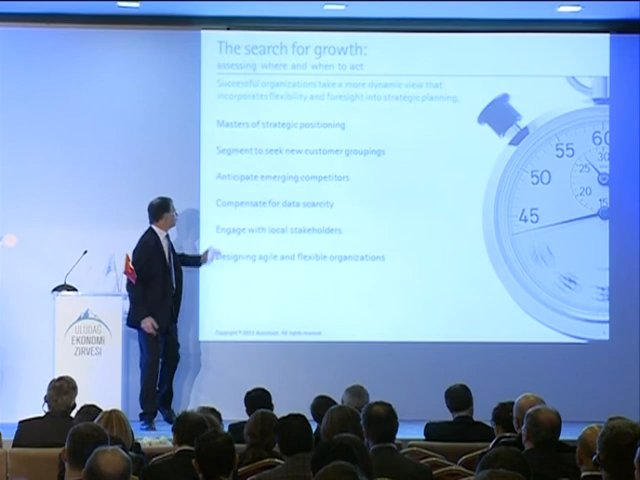 The search for growth:
assessing where and when to act
Successful organizations take a more dynamic view that
incorporates flexibility and foresight into strategic planning.
Masters of strategic positioning
Segment to seek new customer groupings
Anticipate emerging competitors
Compensate for data scarcity
Engage with local stakeholders
Designing agile and flexible organizations
60
55
50
45
30
25
20
15
ULUDAĞ
EKONOMİ
ZİRVESİ